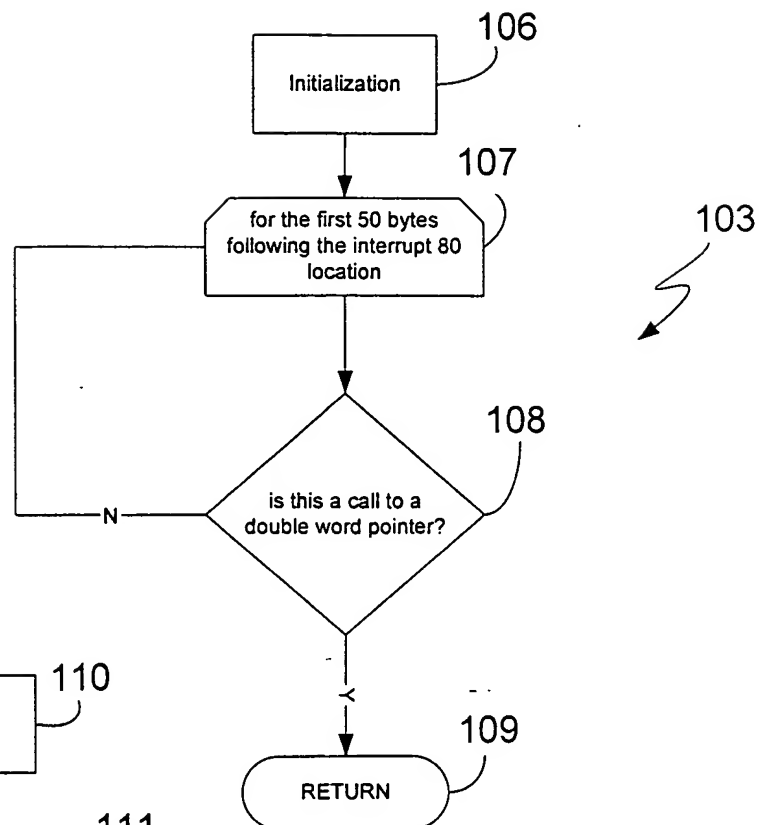 106
Initialization
107
for the first 50 bytes
following the interrupt 80
location
103
108
is this a call to a
double word pointer?
N
110
Y
109
RETURN
111